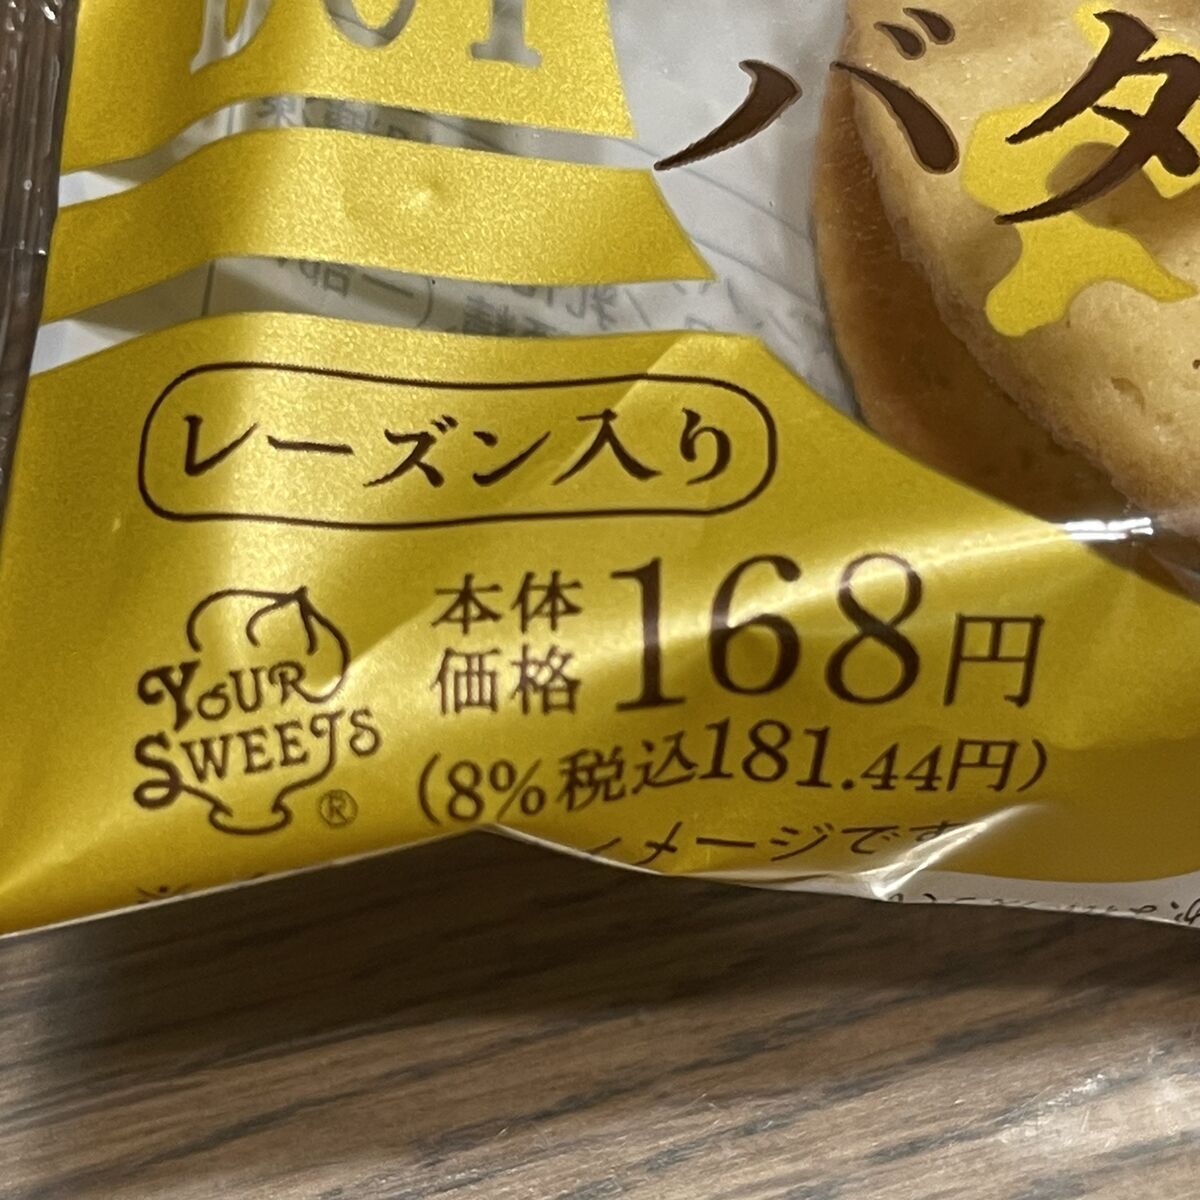 バタ
レーズン入り
YOUR
SWEETS
®
本体
価格
168円
(8%税込181.44円)
イメージです